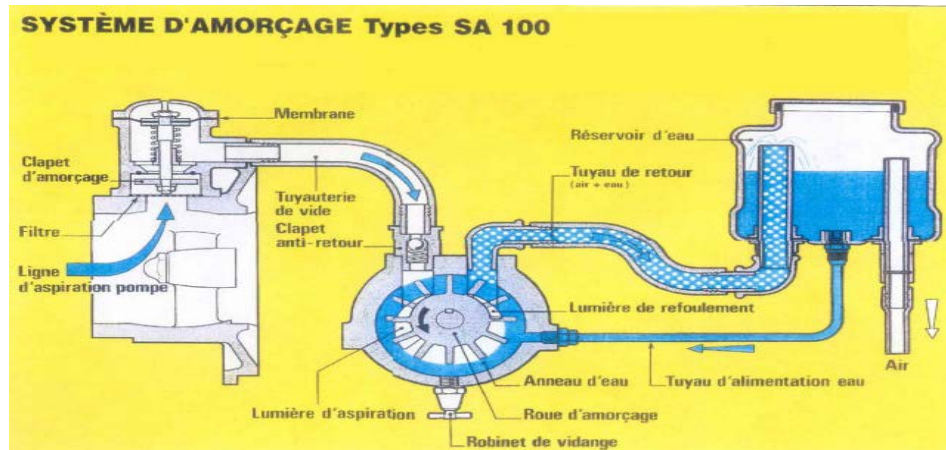 SYSTÈME D'AMORÇAGE Types SA 100
Membrane
Clapet
d'amorçage
Filtre
Ligne
d'aspiration pompe
Tuyauterie
de vide
Clapet
anti-retour
Tuyau de retour
(air + eau)
Réservoir d'eau
Lumière de refoulement
Air
Anneau d'eau
Tuyau d'alimentation eau
Lumière d'aspiration
Roue d'amorçage
Robinet de vidange